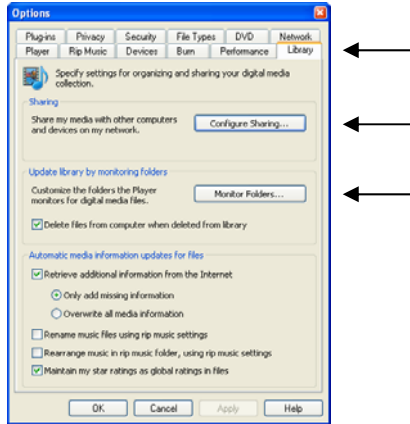 Options
Plug-ins Privacy Security File Types DVD Network
Player Rip Music Devices Burn Performance Library
Specify settings for organizing and sharing your digital media
collection.
Sharing
Share my media with other computers
and devices on my network.
Configure Sharing...
Update library by monitoring folders
Customize the folders the Player
monitors for digital media files.
Monitor Folders...
Delete files from computer when deleted from library
Automatic media information updates for files
Retrieve additional information from the Internet
Only add missing information
Overwrite all media information
Rename music files using rip music settings
Rearrange music in rip music folder, using rip music settings
Maintain my star ratings as global ratings in files
OK Cancel Apply Help